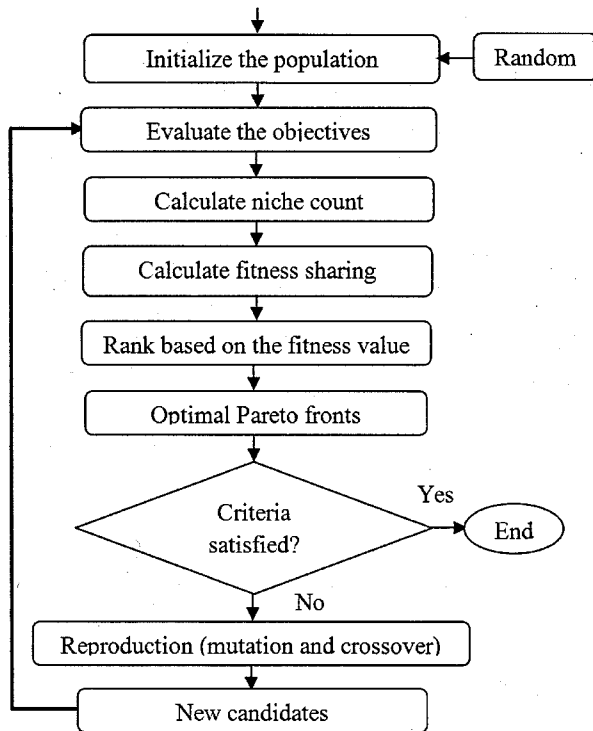 Initialize the population
Random
Evaluate the objectives
Calculate niche count
Calculate fitness sharing
Rank based on the fitness value
Optimal Pareto fronts
Criteria
satisfied?
Yes
End
No
Reproduction (mutation and crossover)
New candidates